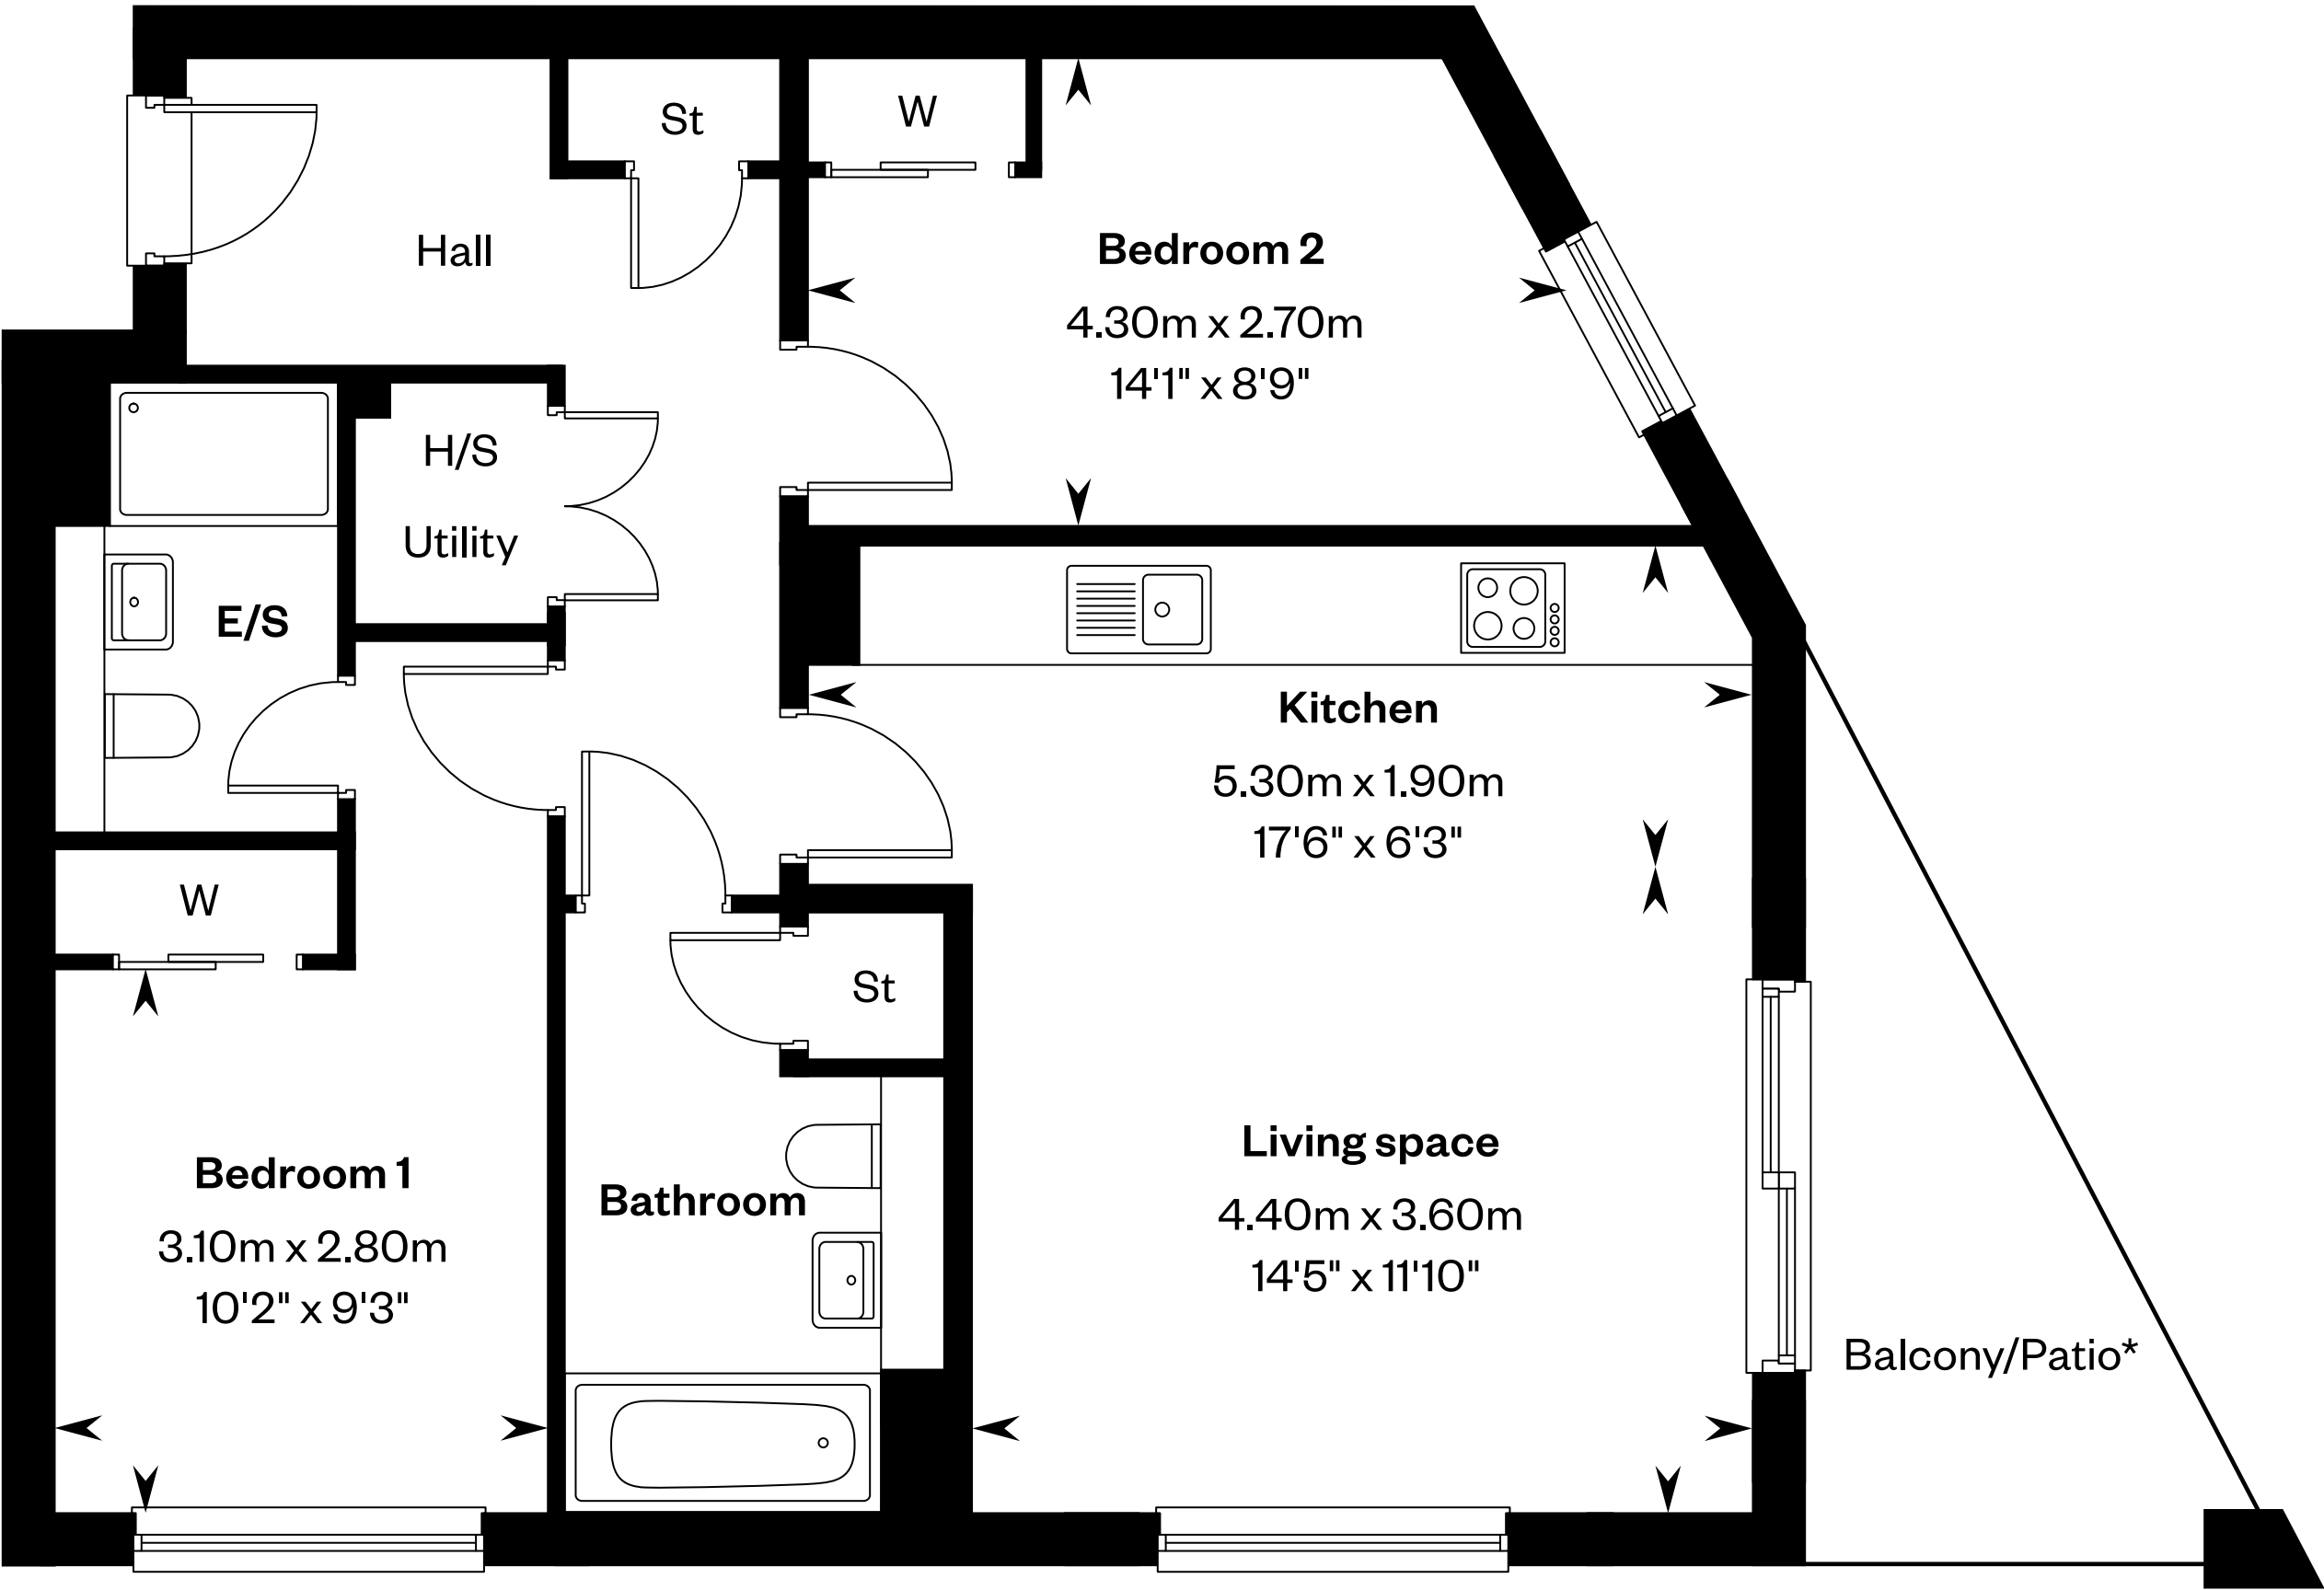 St
W
Hall
Bedroom 2
4.30m x 2.70m
14'1" x 8'9"
H/S
Utility
E/S
Kitchen
5.30m x 1.90m
17'6" x 6'3"
W
St
Bedroom 1
3.10m x 2.80m
10'2" x 9'3"
Bathroom
Living space
4.40m x 3.60m
14'5" x 11'10"
Balcony/Patio*